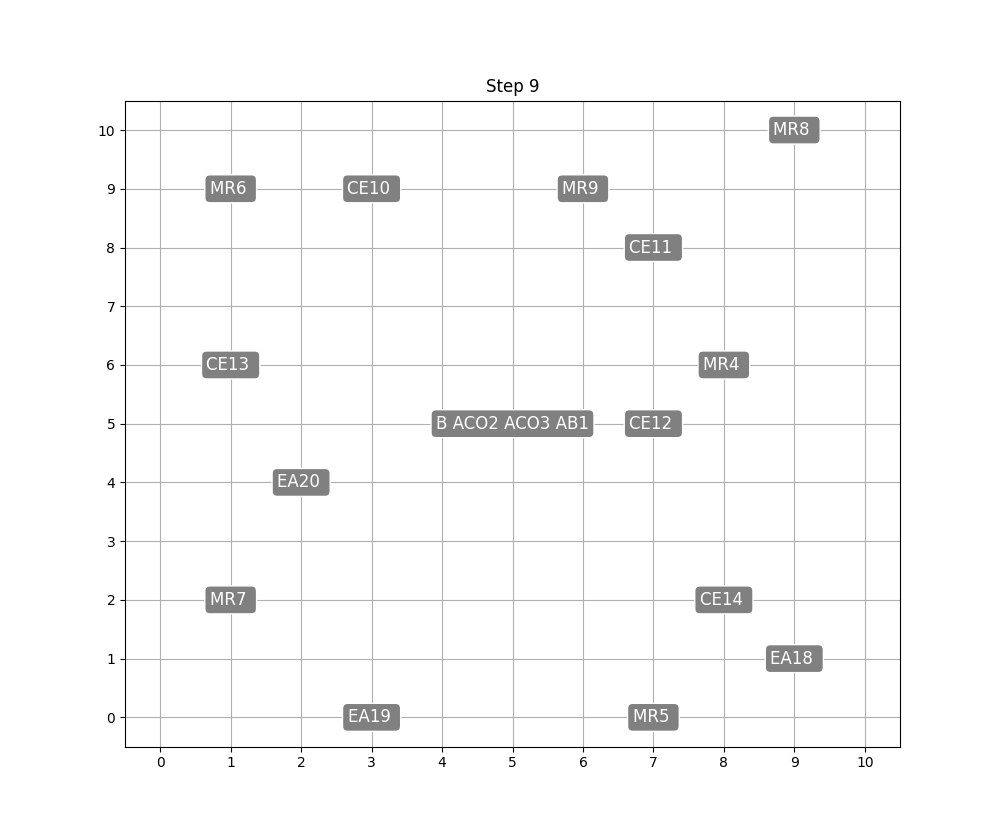 Step 9
10
MR8
9
MR6
CE10
MR9
8
CE11
7
6
CE13
MR4
5
B ACO2 ACO3 AB1
CE12
4
EA20
3
2
MR7
CE14
1
EA18
0
EA19
MR5
0 1 2 3 4 5 6 7 8 9 10